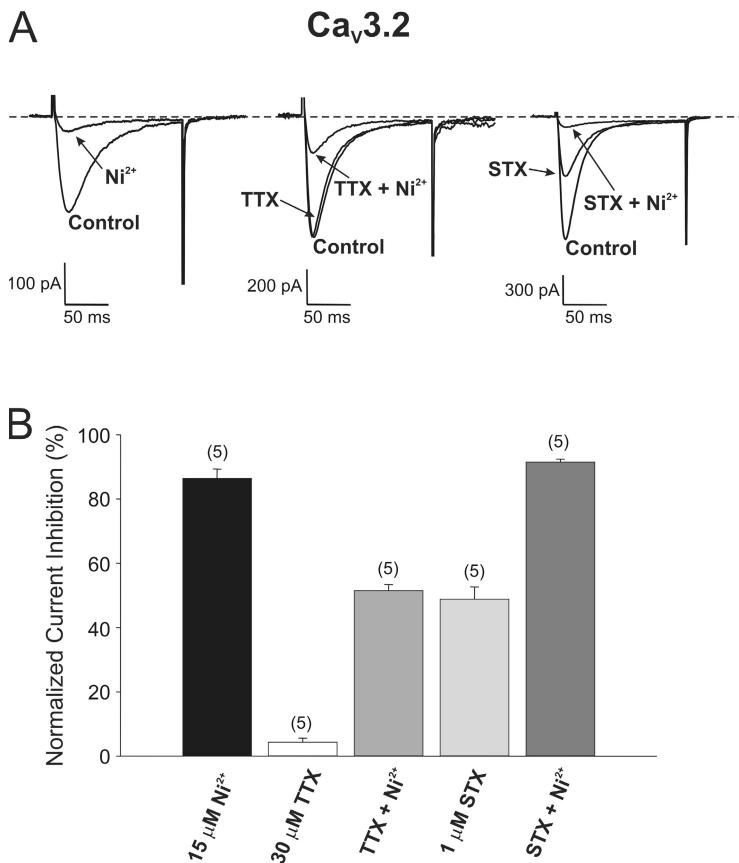 A
Ca_V3.2
Ni²⁺
Control
100 pA
50 ms
TTX
TTX + Ni²⁺
Control
200 pA
50 ms
STX
STX + Ni²⁺
Control
300 pA
50 ms
B
Normalized Current Inhibition (%)
100
80
60
40
20
0
(5)
(5)
(5)
(5)
(5)
15 μM Ni²⁺
30 μM TTX
TTX + Ni²⁺
1 μM STX
STX + Ni²⁺